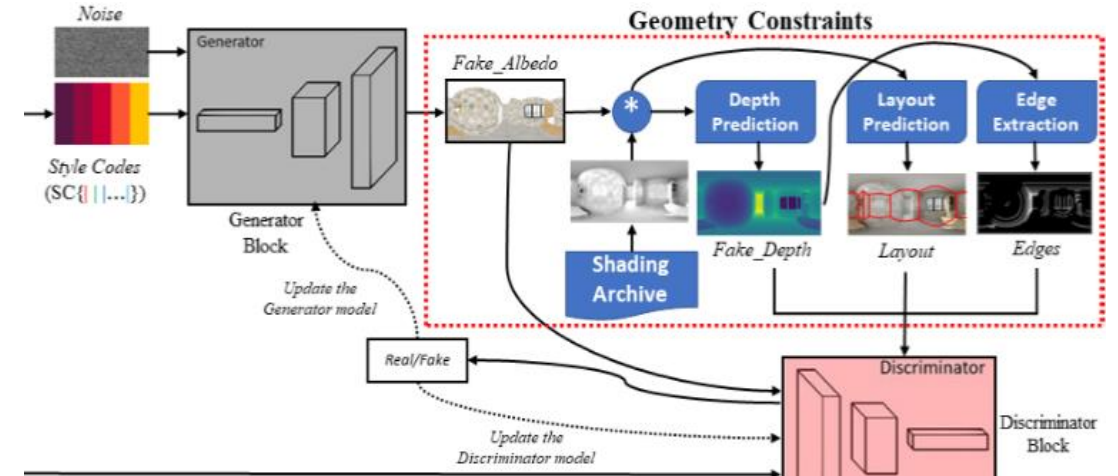 Noise
Geometry Constraints
Generator
Fake_Albedo
*
Depth
Prediction
Layout
Prediction
Edge
Extraction
Style Codes
(SC{| | |...|})
Generator
Block
Fake_Depth
Layout
Edges
Shading
Archive
Update the
Generator model
Real/Fake
Discriminator
Discriminator
Block
Update the
Discriminator model